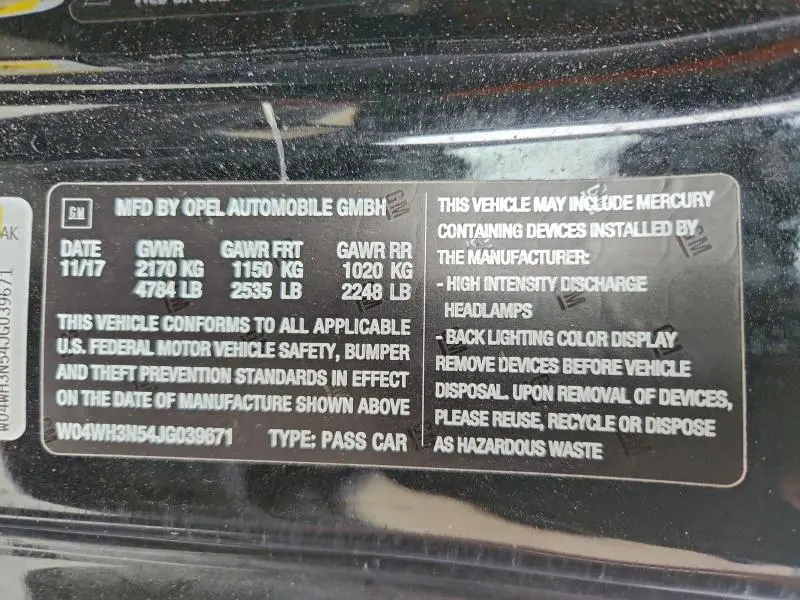 GM
MFD BY OPEL AUTOMOBILE GMBH
DATE GVWR GAWR FRT GAWR RR
11/17 2170 KG 1150 KG 1020 KG
4784 LB 2535 LB 2248 LB
THIS VEHICLE CONFORMS TO ALL APPLICABLE
U.S. FEDERAL MOTOR VEHICLE SAFETY, BUMPER
AND THEFT PREVENTION STANDARDS IN EFFECT
ON THE DATE OF MANUFACTURE SHOWN ABOVE
W04WH3N54JG039671 TYPE: PASS CAR
THIS VEHICLE MAY INCLUDE MERCURY
CONTAINING DEVICES INSTALLED BY
THE MANUFACTURER:
- HIGH INTENSITY DISCHARGE
HEADLAMPS
- BACK LIGHTING COLOR DISPLAY
REMOVE DEVICES BEFORE VEHICLE
DISPOSAL. UPON REMOVAL OF DEVICES,
PLEASE REUSE, RECYCLE OR DISPOSE
AS HAZARDOUS WASTE
AK
W04WH3N54JG039671